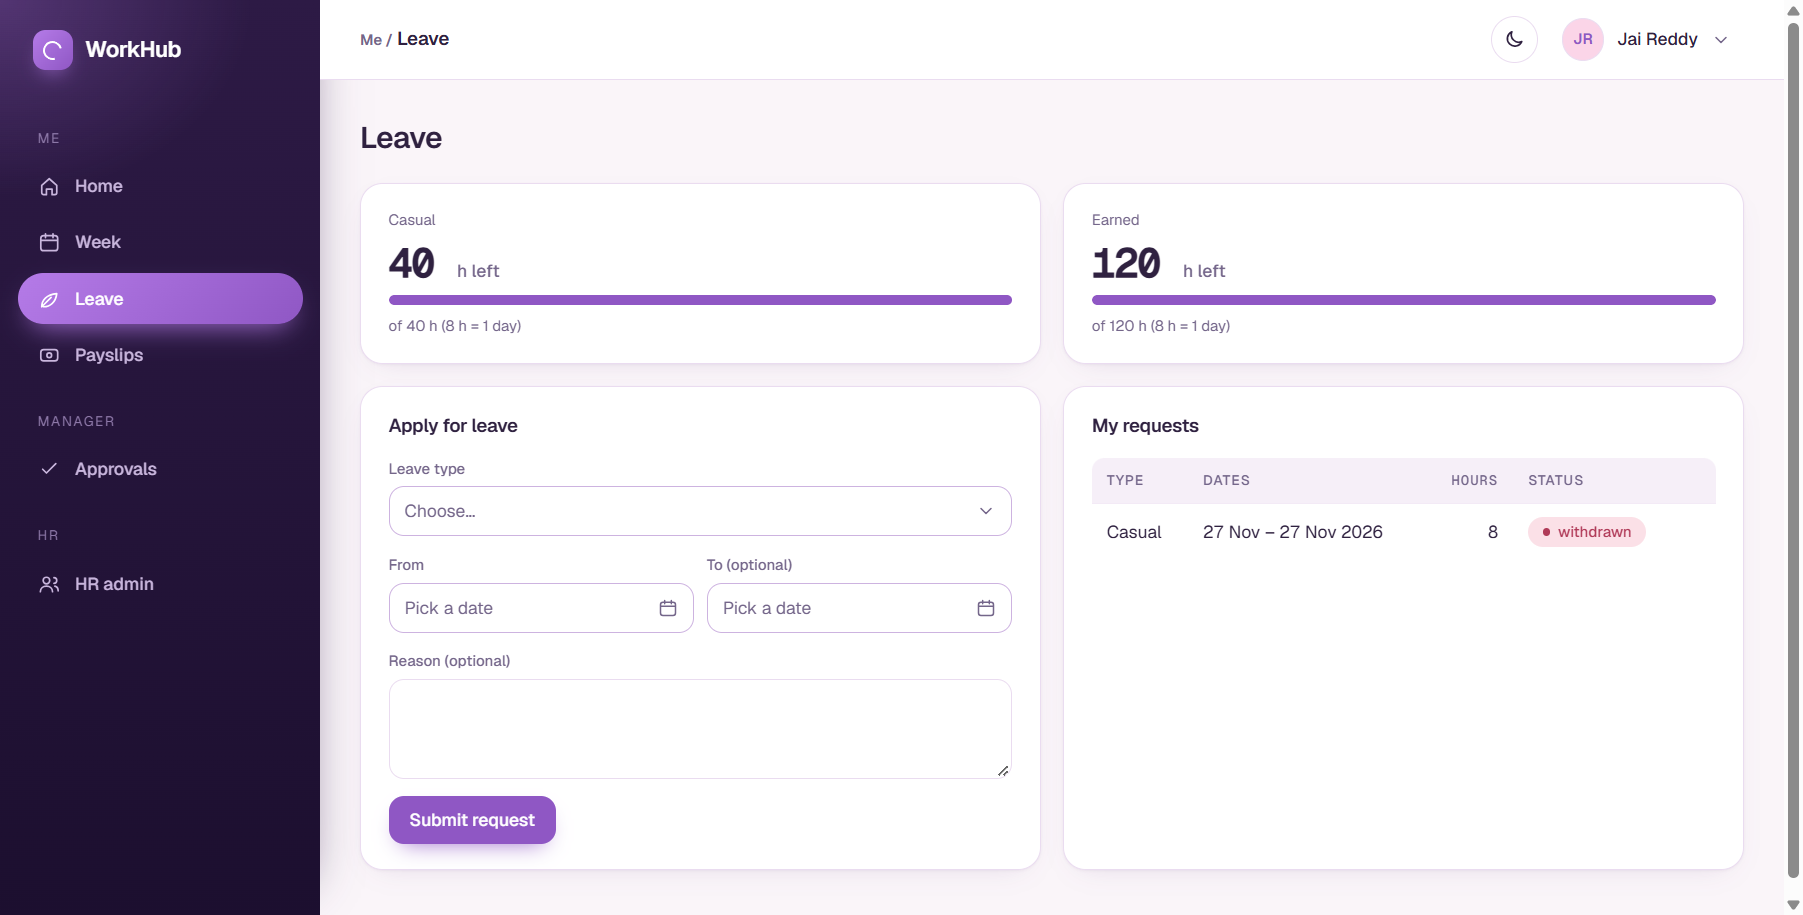 WorkHub
ME
Home
Week
Leave
Payslips
MANAGER
Approvals
HR
HR admin
Me / Leave
JR Jai Reddy
Leave
Casual
40 h left
of 40 h (8 h = 1 day)
Earned
120 h left
of 120 h (8 h = 1 day)
Apply for leave
Leave type
Choose...
From
To (optional)
Pick a date
Pick a date
Reason (optional)
Submit request
My requests
TYPE DATES HOURS STATUS
Casual 27 Nov – 27 Nov 2026 8 withdrawn